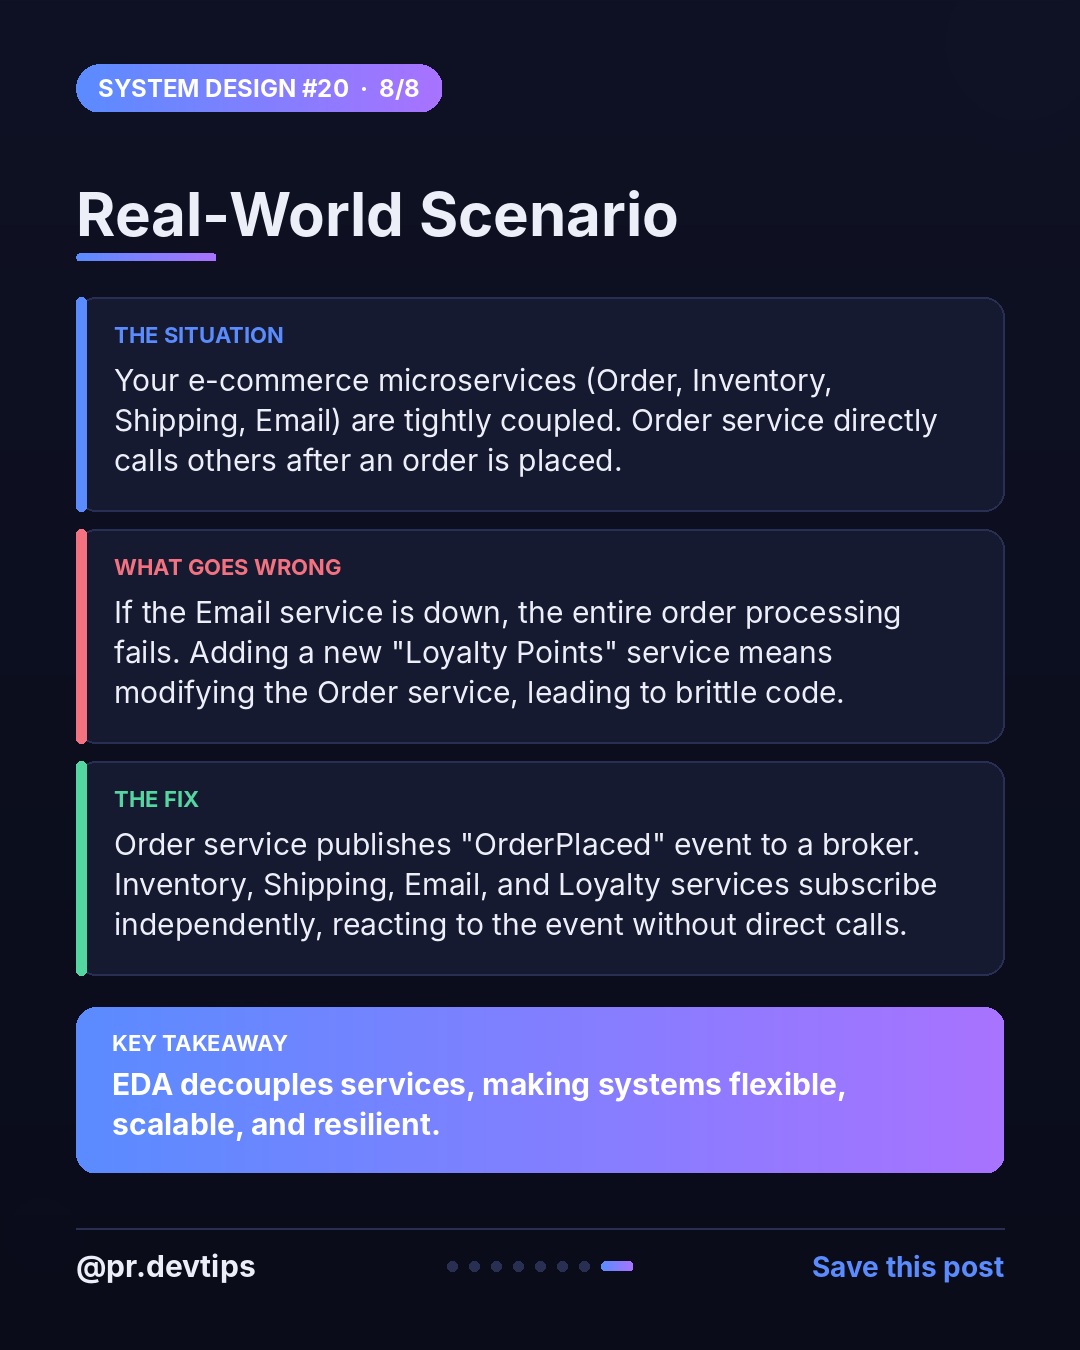 SYSTEM DESIGN #20 · 8/8
Real-World Scenario
THE SITUATION
Your e-commerce microservices (Order, Inventory,
Shipping, Email) are tightly coupled. Order service directly
calls others after an order is placed.
WHAT GOES WRONG
If the Email service is down, the entire order processing
fails. Adding a new "Loyalty Points" service means
modifying the Order service, leading to brittle code.
THE FIX
Order service publishes "OrderPlaced" event to a broker.
Inventory, Shipping, Email, and Loyalty services subscribe
independently, reacting to the event without direct calls.
KEY TAKEAWAY
EDA decouples services, making systems flexible,
scalable, and resilient.
@pr.devtips
Save this post